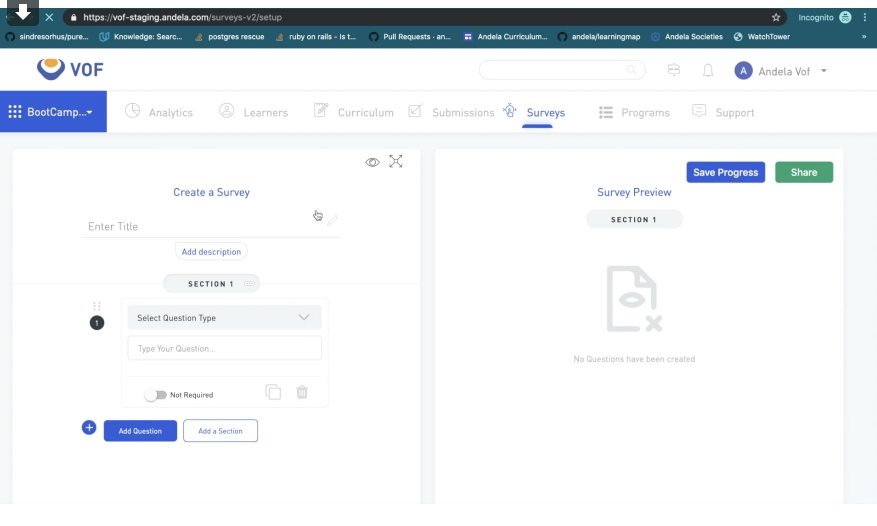 https://vof-staging.andela.com/surveys-v2/setup
Incognito
sindresorhus/pure...
Knowledge: Searc...
postgres rescue
ruby on rails - Is t...
Pull Requests · an...
Andela Curriculum...
andela/learningmap
Andela Societies
WatchTower
»
VOF
A
Andela Vof
BootCamp...
Analytics
Learners
Curriculum
Submissions
Surveys
Programs
Support
Save Progress
Share
Create a Survey
Survey Preview
Enter Title
SECTION 1
Add description
SECTION 1
1
Select Question Type
Type Your Question...
No Questions have been created
Not Required
+
Add Question
Add a Section